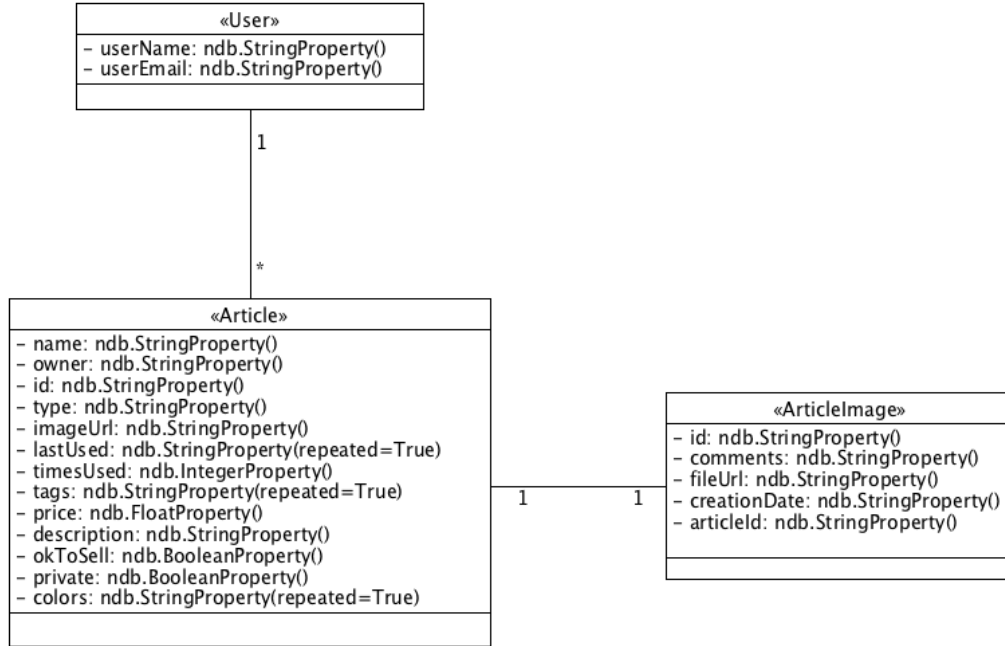 «User»
– userName: ndb.StringProperty()
– userEmail: ndb.StringProperty()
1
*
«Article»
– name: ndb.StringProperty()
– owner: ndb.StringProperty()
– id: ndb.StringProperty()
– type: ndb.StringProperty()
– imageUrl: ndb.StringProperty()
– lastUsed: ndb.StringProperty(repeated=True)
– timesUsed: ndb.IntegerProperty()
– tags: ndb.StringProperty(repeated=True)
– price: ndb.FloatProperty()
– description: ndb.StringProperty()
– okToSell: ndb.BooleanProperty()
– private: ndb.BooleanProperty()
– colors: ndb.StringProperty(repeated=True)
1 1
«ArticleImage»
– id: ndb.StringProperty()
– comments: ndb.StringProperty()
– fileUrl: ndb.StringProperty()
– creationDate: ndb.StringProperty()
– articleId: ndb.StringProperty()